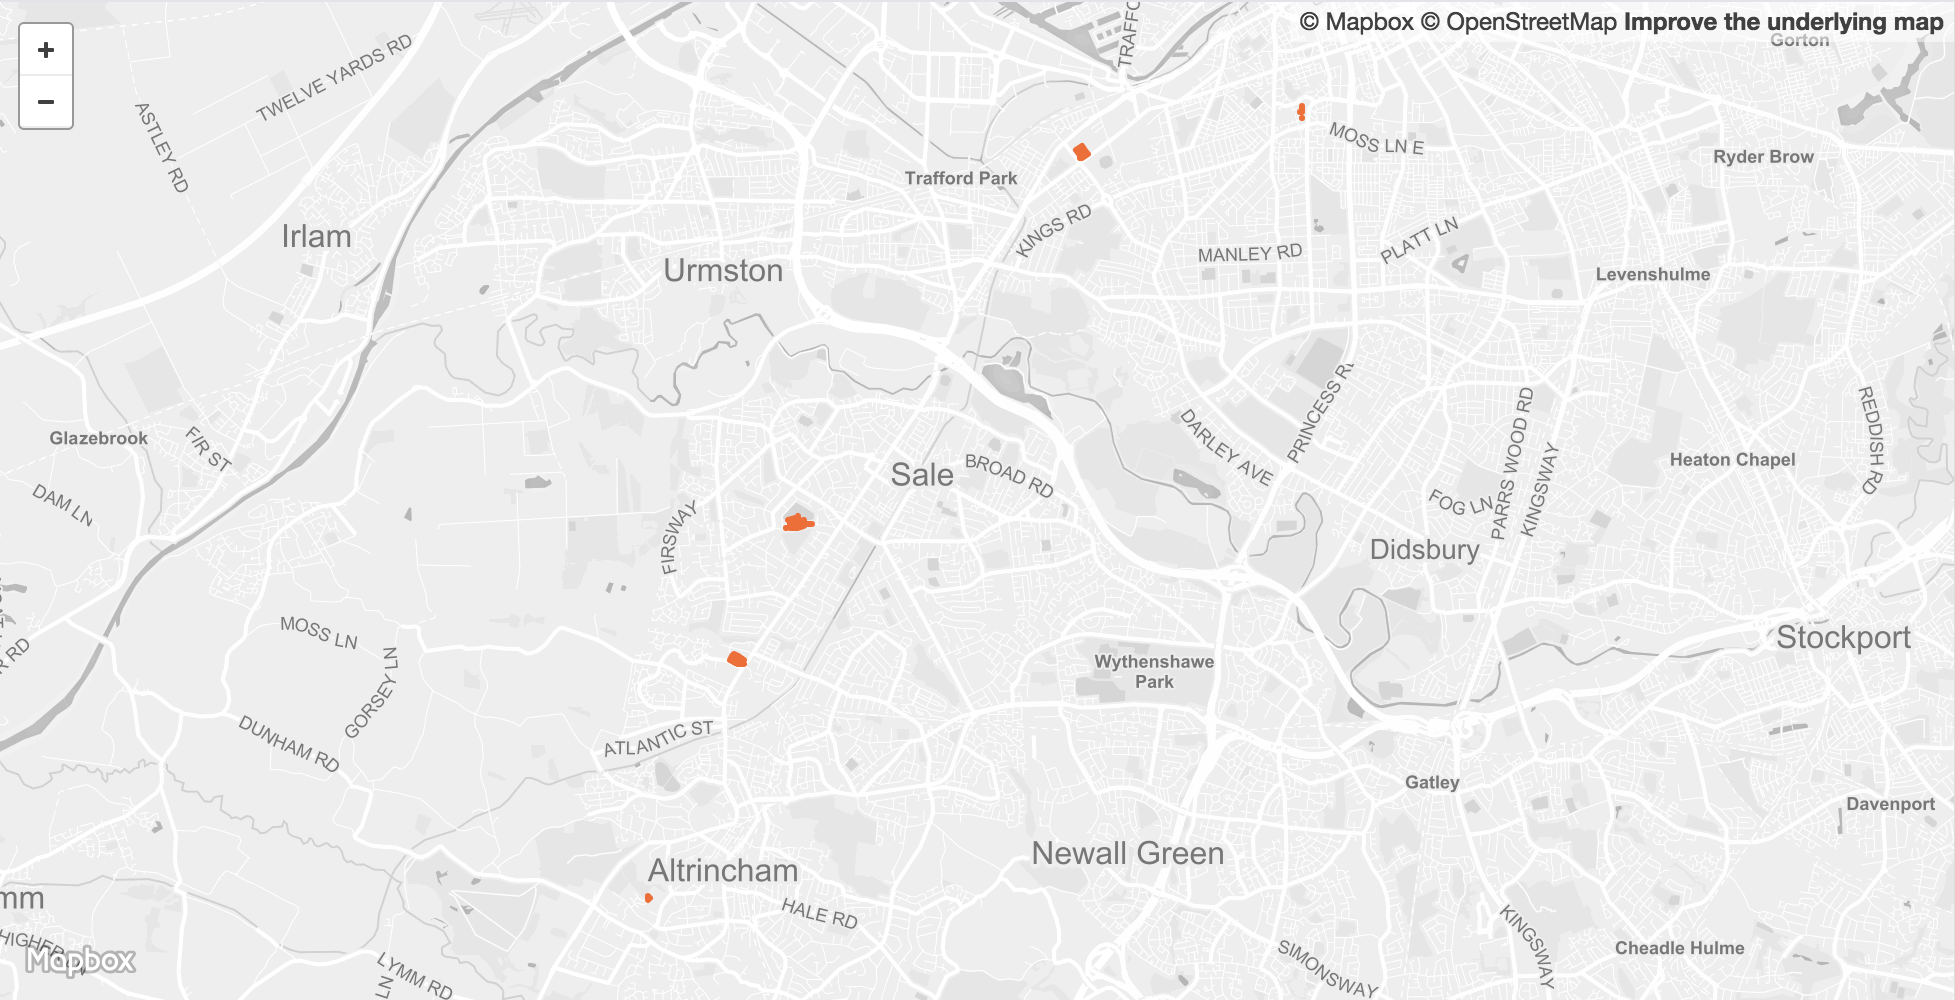 +
−
© Mapbox © OpenStreetMap Improve the underlying map
Gorton
TWELVE YARDS RD
ASTLEY RD
MOSS LN E
Ryder Brow
Trafford Park
Irlam
KINGS RD
Urmston
MANLEY RD
PLATT LN
Levenshulme
PRINCESS
DARLEY AVE
PARRS WOOD RD
KINGSWAY
REDDISH RD
Glazebrook
FIR ST
Sale
BROAD RD
Heaton Chapel
DAM LN
FIRSWAY
FOG LN
Didsbury
MOSS LN
GORSEY LN
Stockport
Wythenshawe
Park
DUNHAM RD
ATLANTIC ST
Gatley
Davenport
Newall Green
Altrincham
HALE RD
KINGSWAY
Cheadle Hulme
SIMONSWAY
LYMM RD
LN
mm
Mapbox